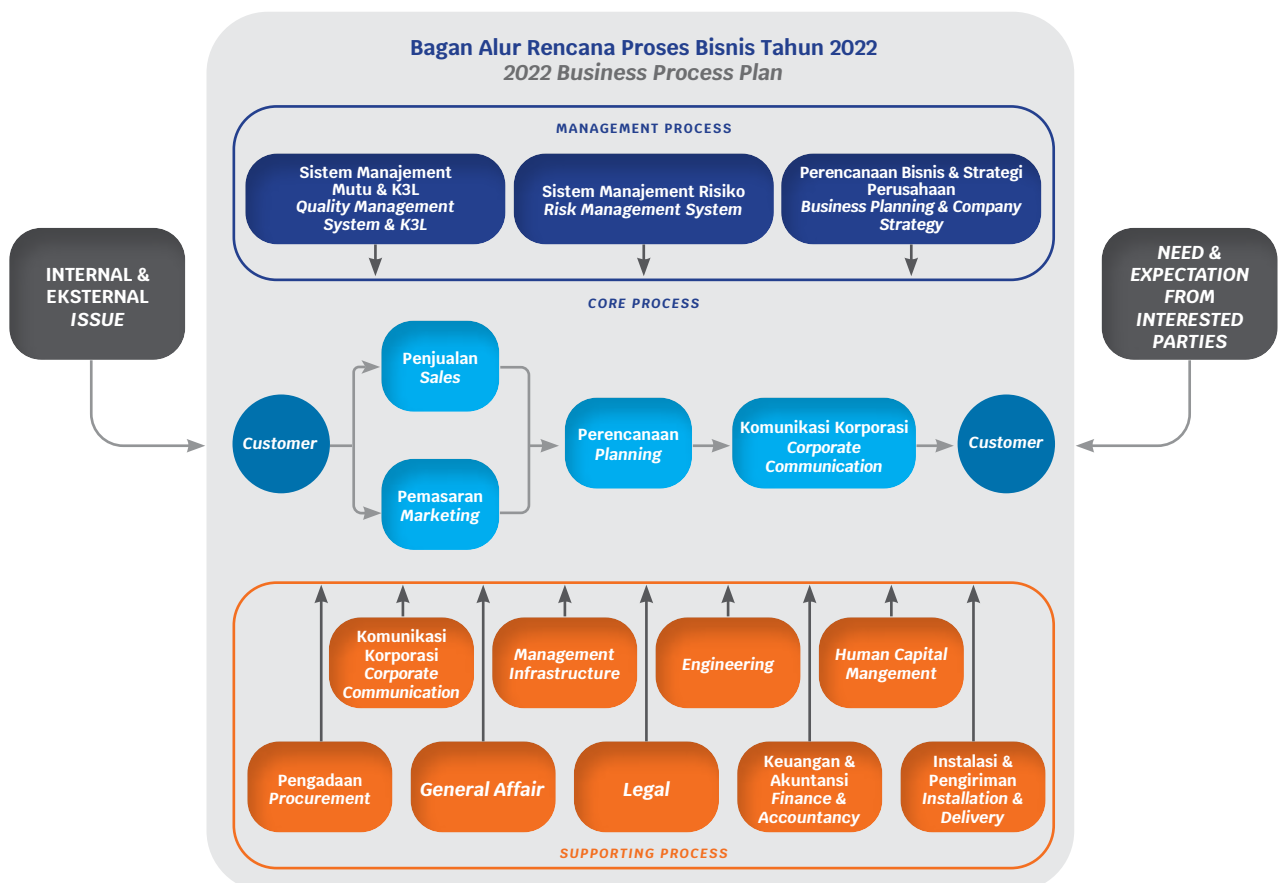 Bagan Alur Rencana Proses Bisnis Tahun 2022
2022 Business Process Plan
MANAGEMENT PROCESS
Sistem Manajement
Mutu & K3L
Quality Management
System & K3L
Sistem Manajement Risiko
Risk Management System
Perencanaan Bisnis & Strategi
Perusahaan
Business Planning & Company
Strategy
INTERNAL &
EKSTERNAL
ISSUE
NEED &
EXPECTATION
FROM
INTERESTED
PARTIES
CORE PROCESS
Customer
Penjualan
Sales
Pemasaran
Marketing
Perencanaan
Planning
Komunikasi Korporasi
Corporate
Communication
Customer
Komunikasi
Korporasi
Corporate
Communication
Management
Infrastructure
Engineering
Human Capital
Mangement
Pengadaan
Procurement
General Affair
Legal
Keuangan &
Akuntansi
Finance &
Accountancy
Instalasi &
Pengiriman
Installation &
Delivery
SUPPORTING PROCESS